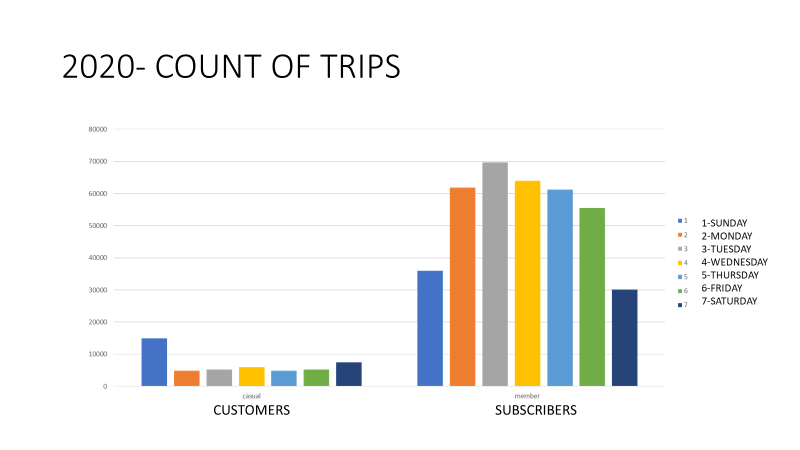 2020- COUNT OF TRIPS
80000
70000
60000
50000
40000
30000
20000
10000
0
casual
member
CUSTOMERS
SUBSCRIBERS
1
2
3
4
5
6
7
1-SUNDAY
2-MONDAY
3-TUESDAY
4-WEDNESDAY
5-THURSDAY
6-FRIDAY
7-SATURDAY